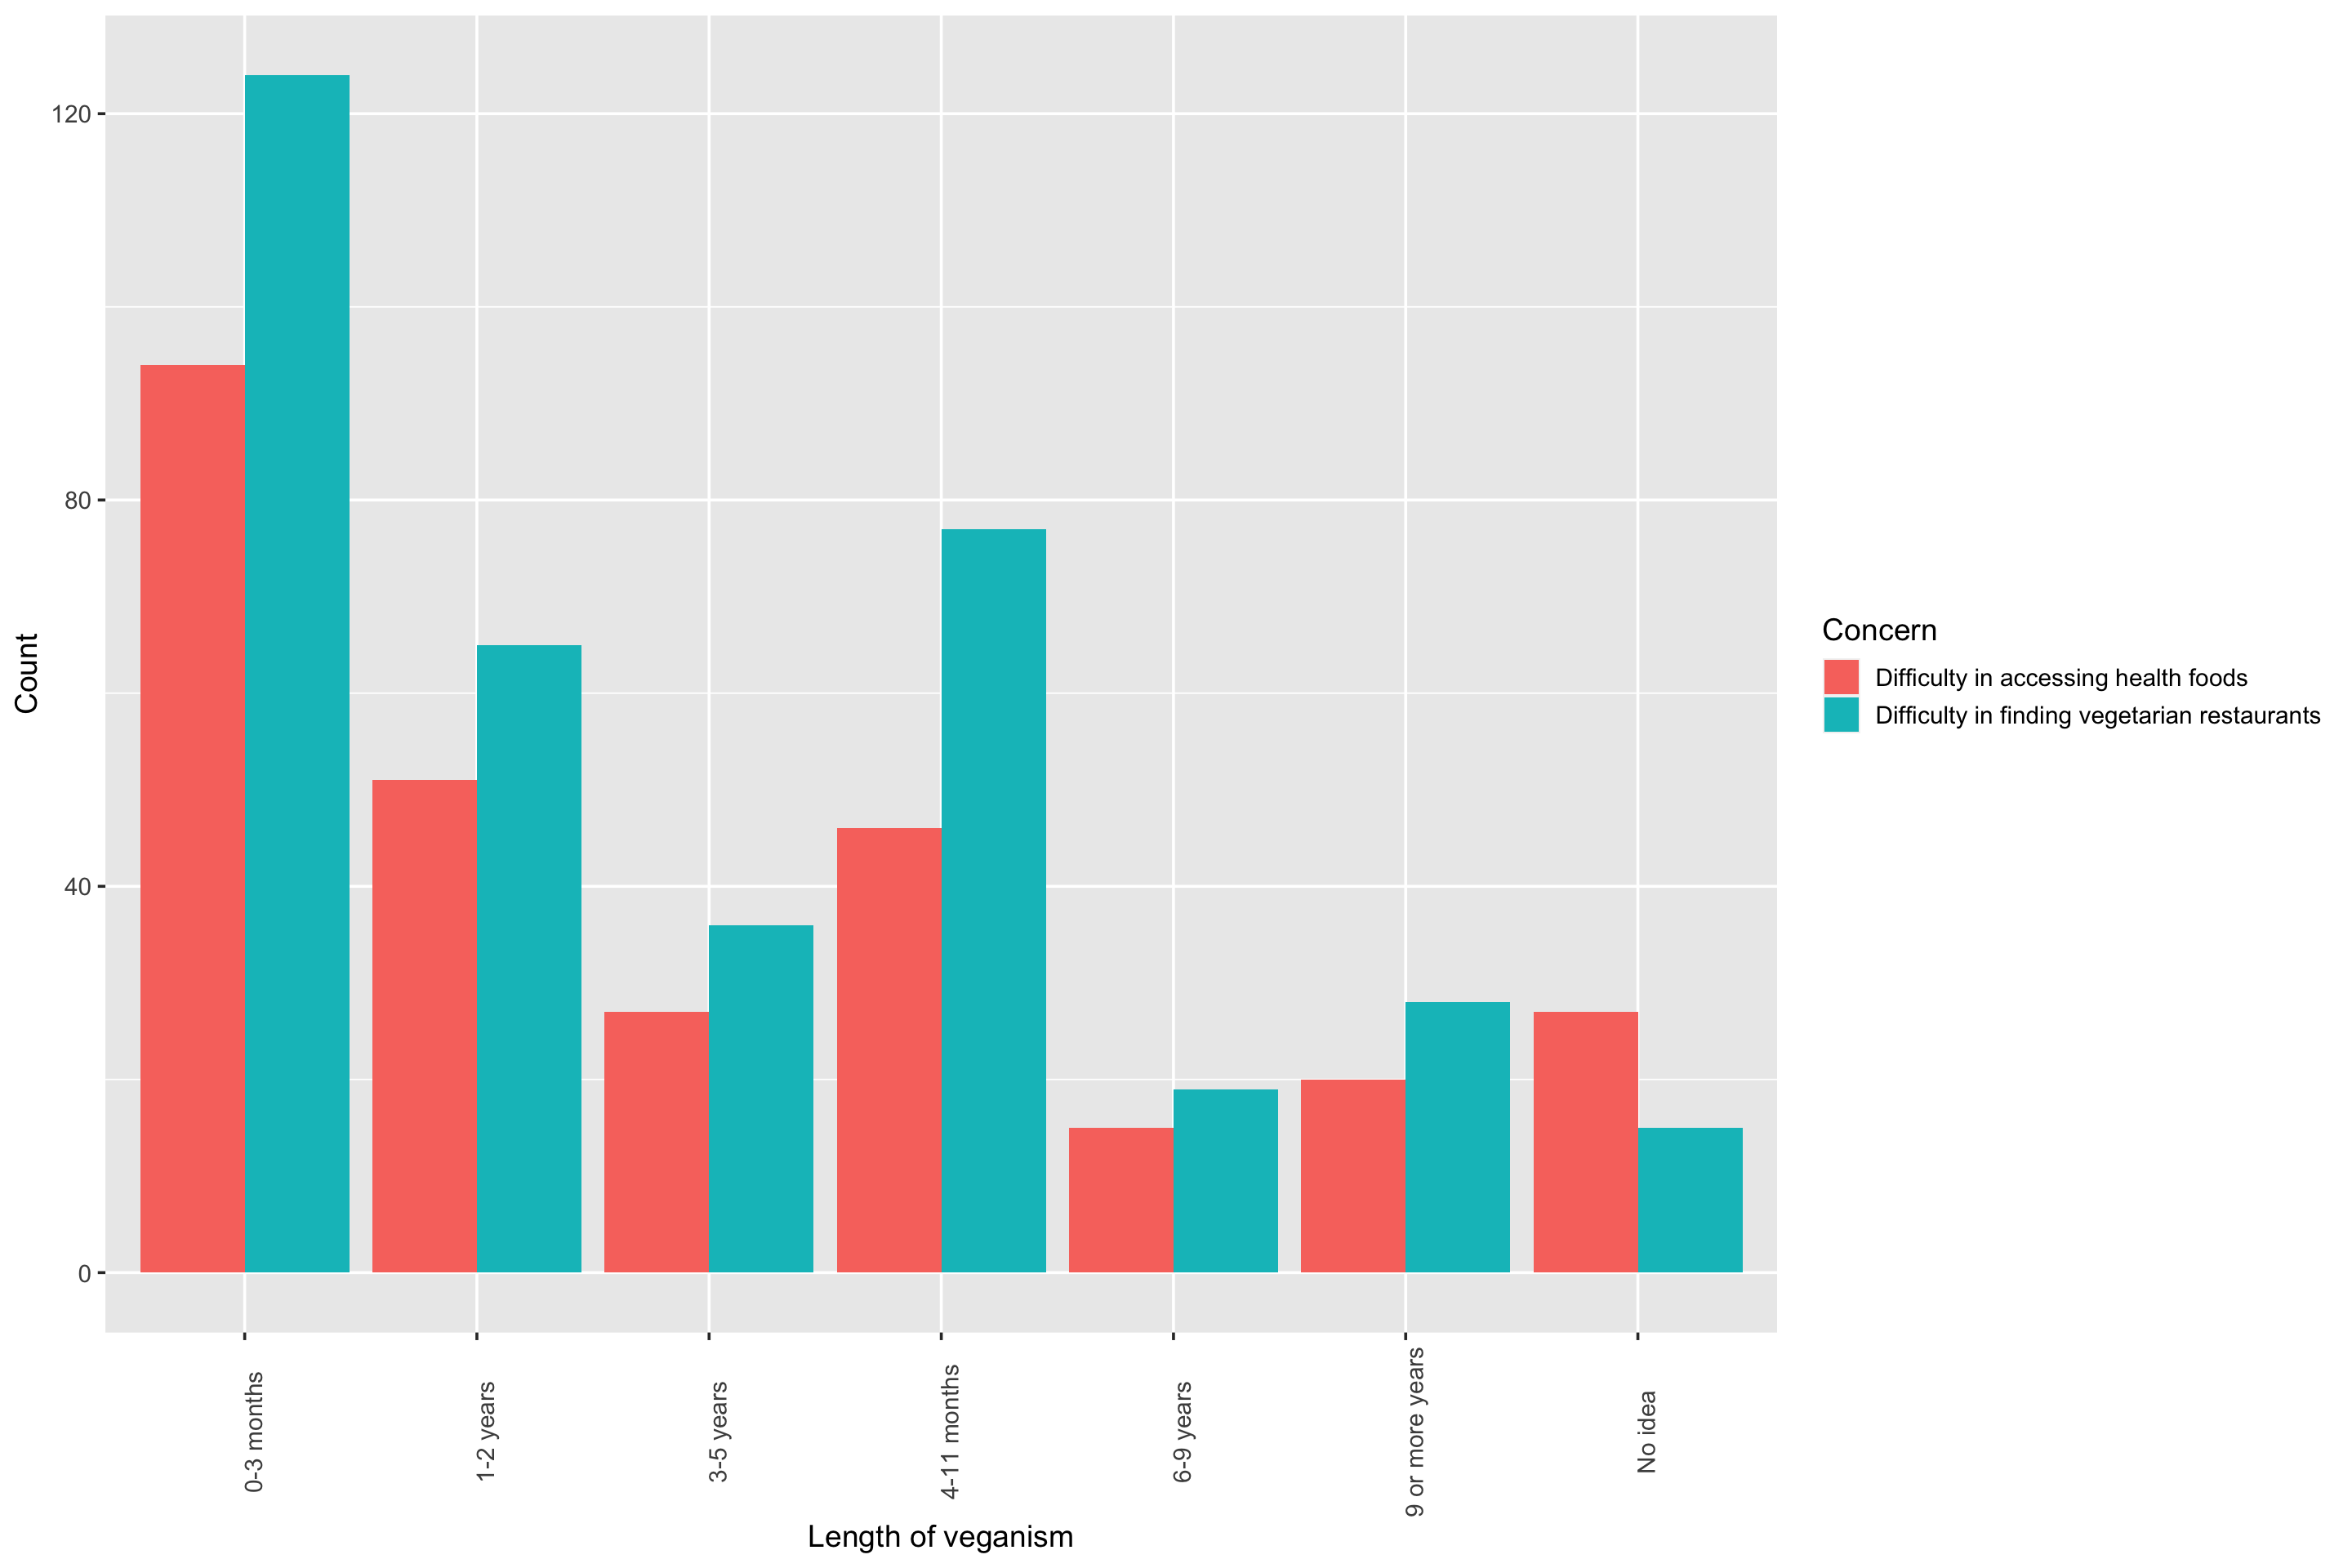 120
80
40
0
Count
0-3 months
1-2 years
3-5 years
4-11 months
6-9 years
9 or more years
No idea
Length of veganism
Concern
Difficulty in accessing health foods
Difficulty in finding vegetarian restaurants